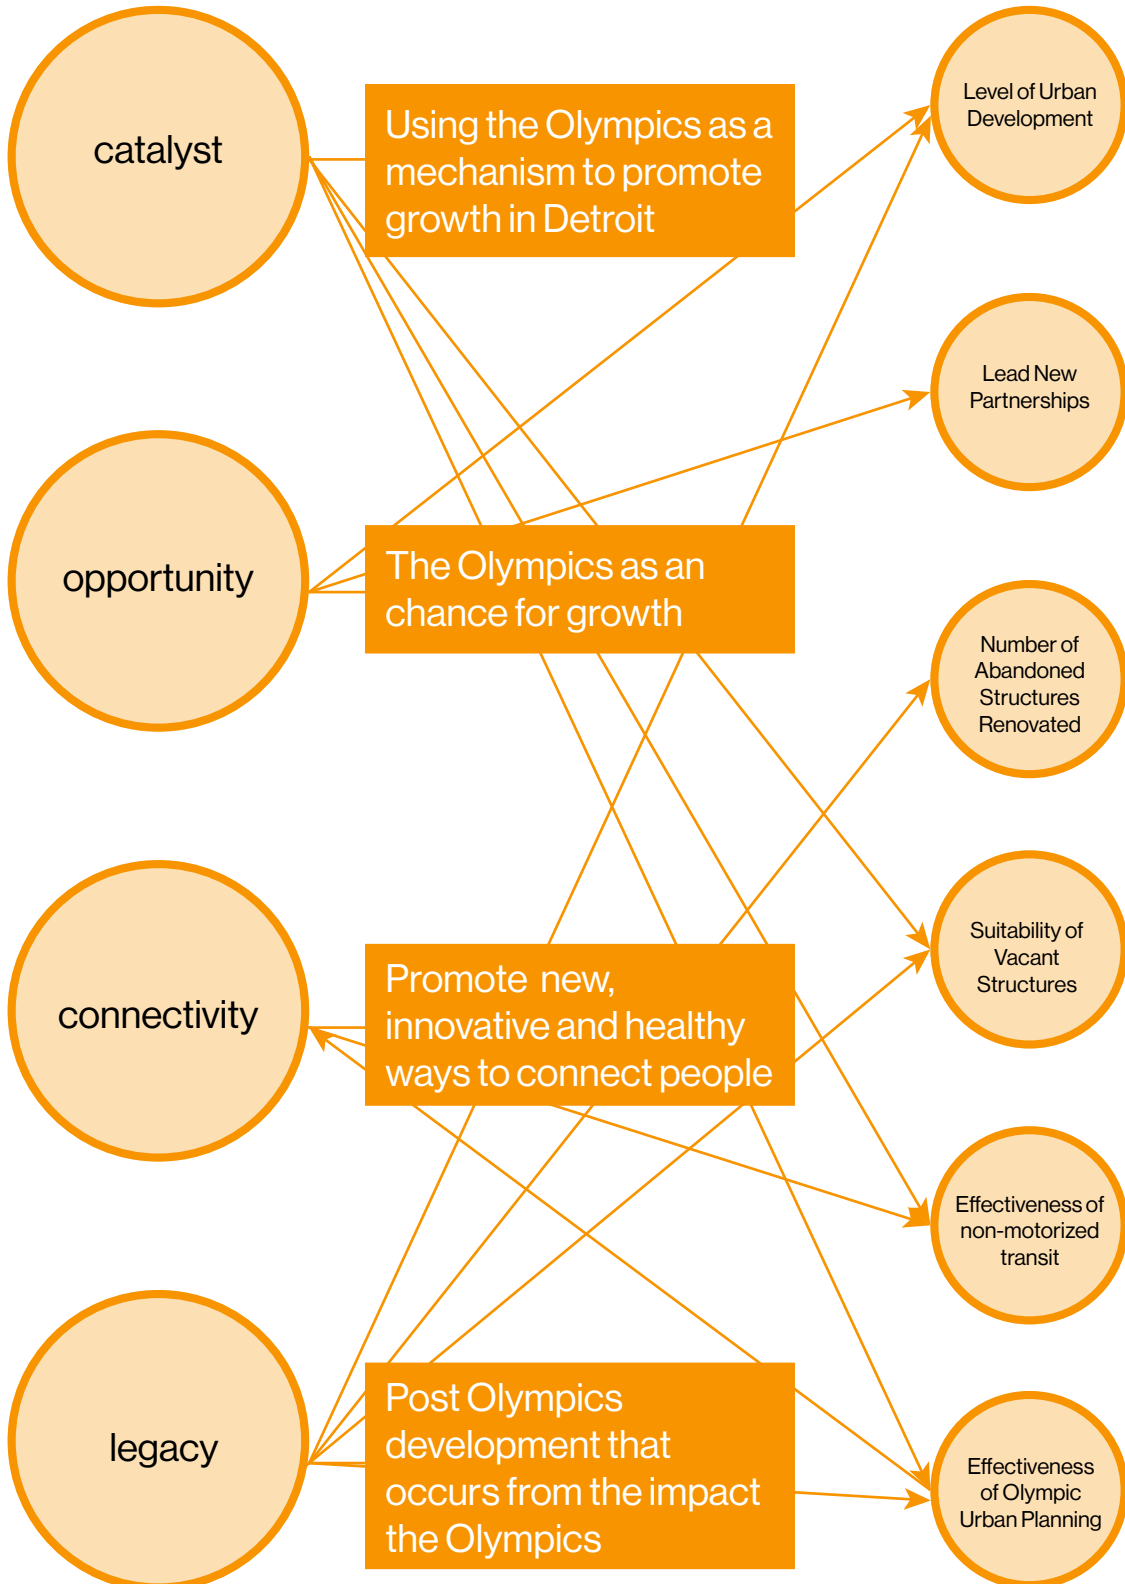 catalyst
Using the Olympics as a
mechanism to promote
growth in Detroit
Level of Urban
Development
Lead New
Partnerships
opportunity
The Olympics as an
chance for growth
Number of
Abandoned
Structures
Renovated
connectivity
Promote new,
innovative and healthy
ways to connect people
Suitability of
Vacant
Structures
Effectiveness of
non-motorized
transit
legacy
Post Olympics
development that
occurs from the impact
the Olympics
Effectiveness
of Olympic
Urban Planning